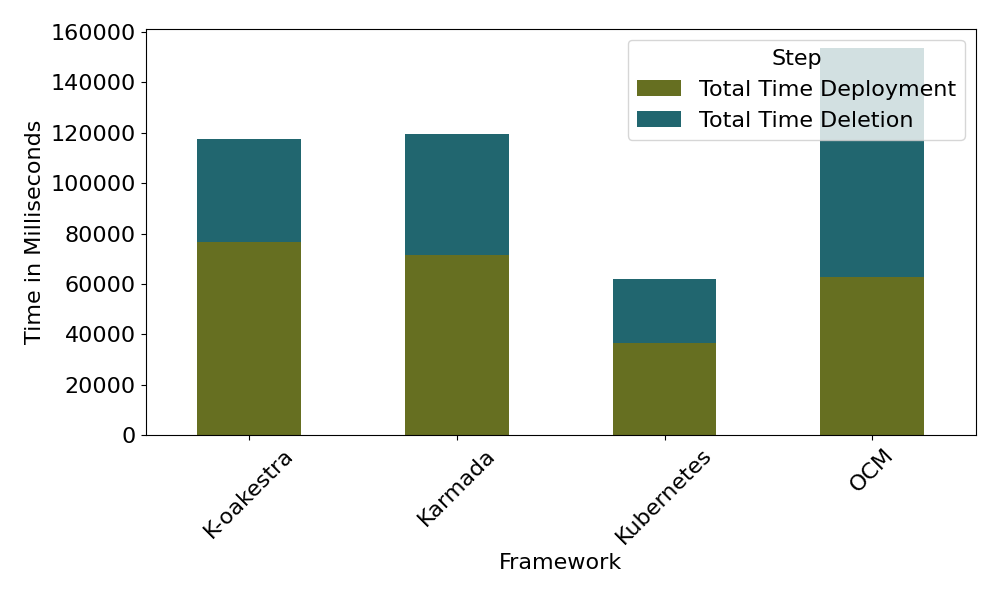 160000
140000
120000
100000
80000
60000
40000
20000
0
Time in Milliseconds
Step
Total Time Deployment
Total Time Deletion
K-oakestra
Karmada
Kubernetes
OCM
Framework